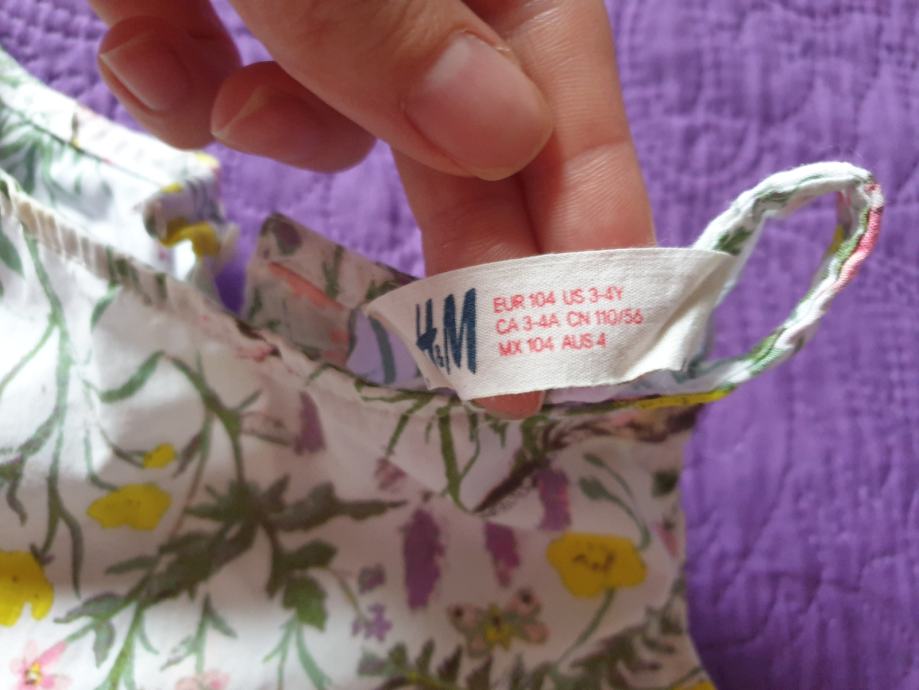 H&M
EUR 104 US 3-4Y
CA 3-4A CN 110/56
MX 104 AUS 4